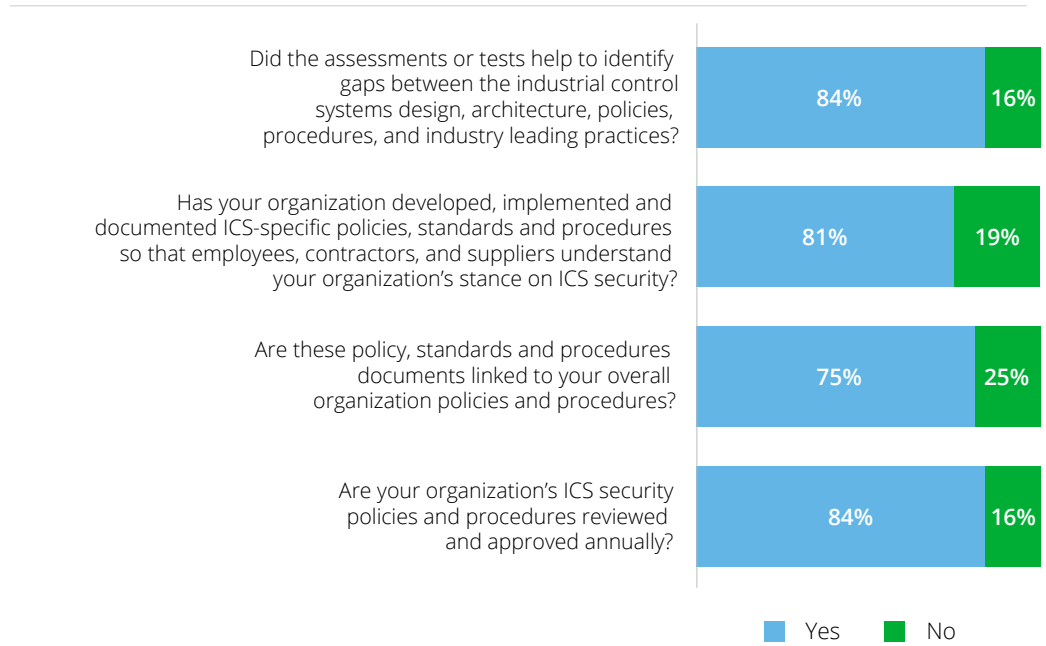 Did the assessments or tests help to identify
gaps between the industrial control
systems design, architecture, policies,
procedures, and industry leading practices?
84%
16%
Has your organization developed, implemented and
documented ICS-specific policies, standards and procedures
so that employees, contractors, and suppliers understand
your organization’s stance on ICS security?
81%
19%
Are these policy, standards and procedures
documents linked to your overall
organization policies and procedures?
75%
25%
Are your organization’s ICS security
policies and procedures reviewed
and approved annually?
84%
16%
Yes
No